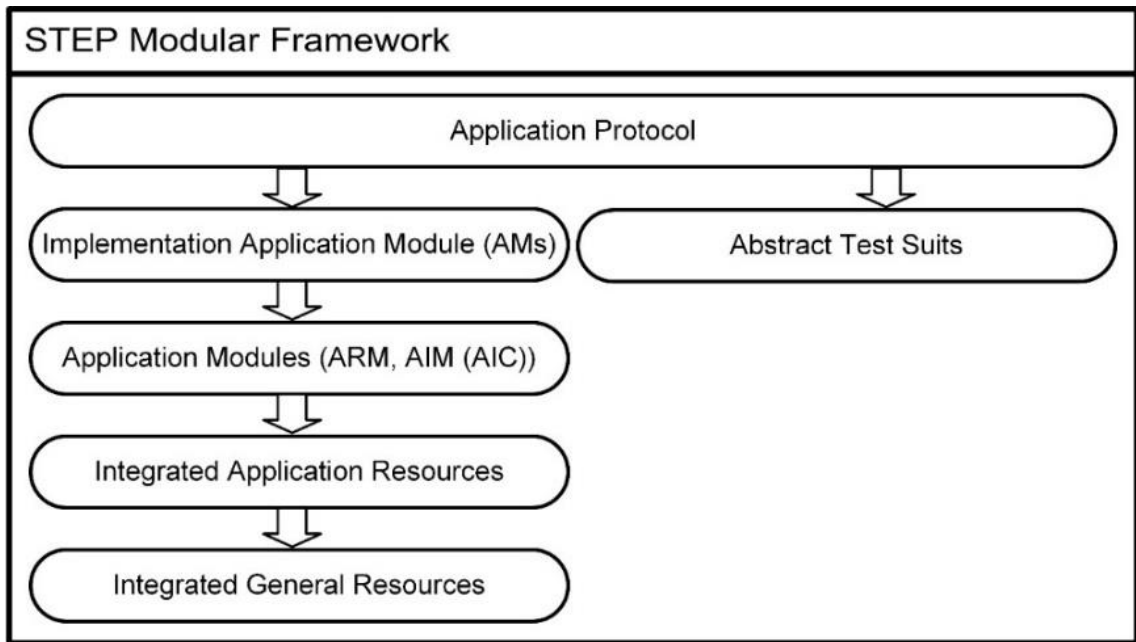 STEP Modular Framework
Application Protocol
Implementation Application Module (AMs)
Abstract Test Suits
Application Modules (ARM, AIM (AIC))
Integrated Application Resources
Integrated General Resources